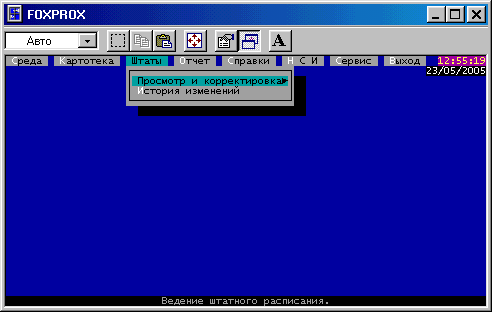 FOXPROX
Авто A
Среда Картотека Штаты Отчет Справки Н С И Сервис Выход 12:55:19
23/05/2005
Просмотр и корректировка
История изменений
Ведение штатного расписания.